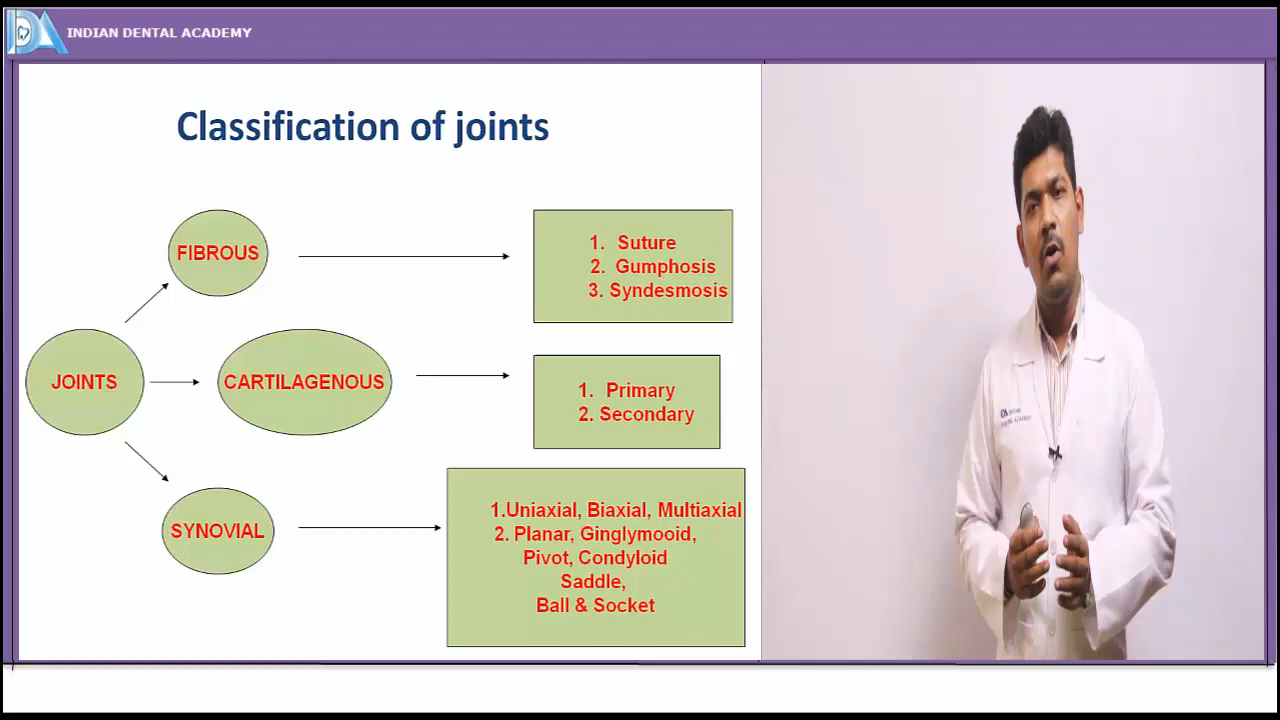 INDIAN DENTAL ACADEMY
Classification of joints
FIBROUS
1. Suture
2. Gumphosis
3. Syndesmosis
JOINTS
CARTILAGENOUS
1. Primary
2. Secondary
SYNOVIAL
1.Uniaxial, Biaxial, Multiaxial
2. Planar, Ginglymooid,
Pivot, Condyloid
Saddle,
Ball & Socket